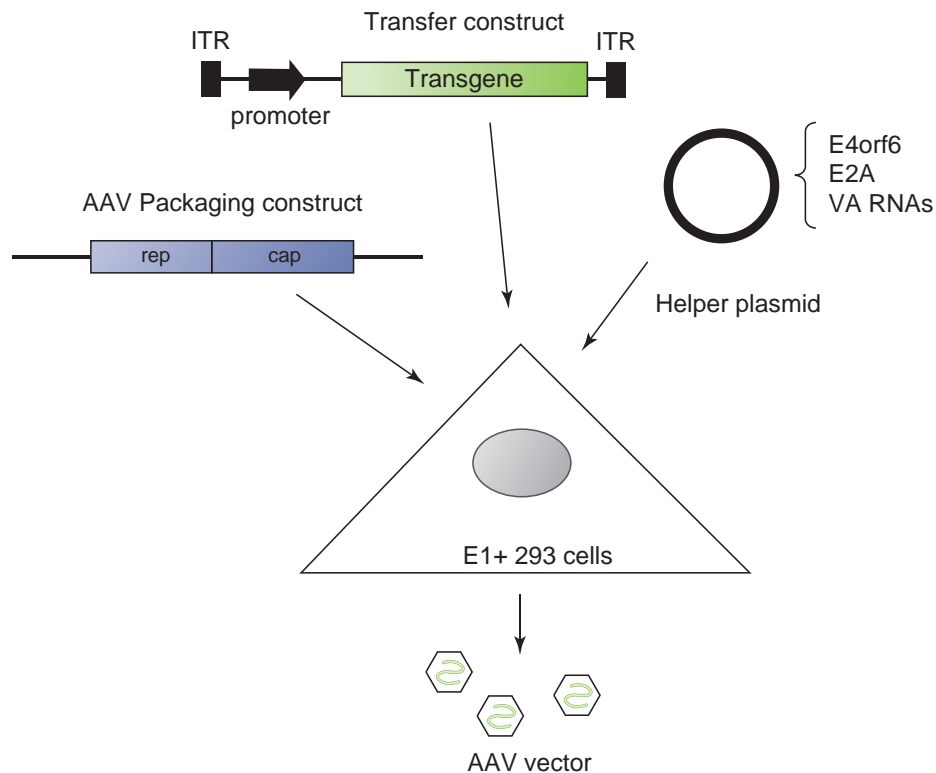 Transfer construct
ITR
ITR
Transgene
promoter
E4orf6
E2A
VA RNAs
AAV Packaging construct
rep
cap
Helper plasmid
E1+ 293 cells
AAV vector